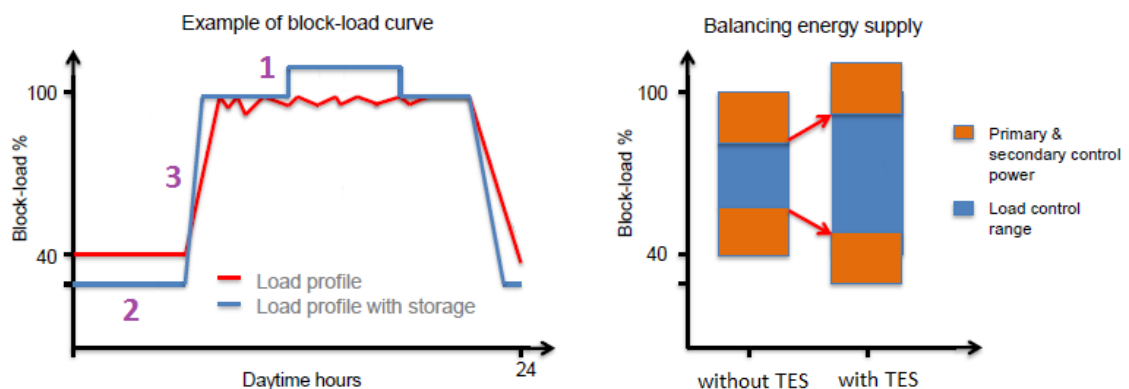 Example of block-load curve
1
100
3
Block-load %
40
Load profile
Load profile with storage
2
24
Daytime hours
Balancing energy supply
100
Block-load %
40
Primary &
secondary control
power
Load control
range
without TES
with TES